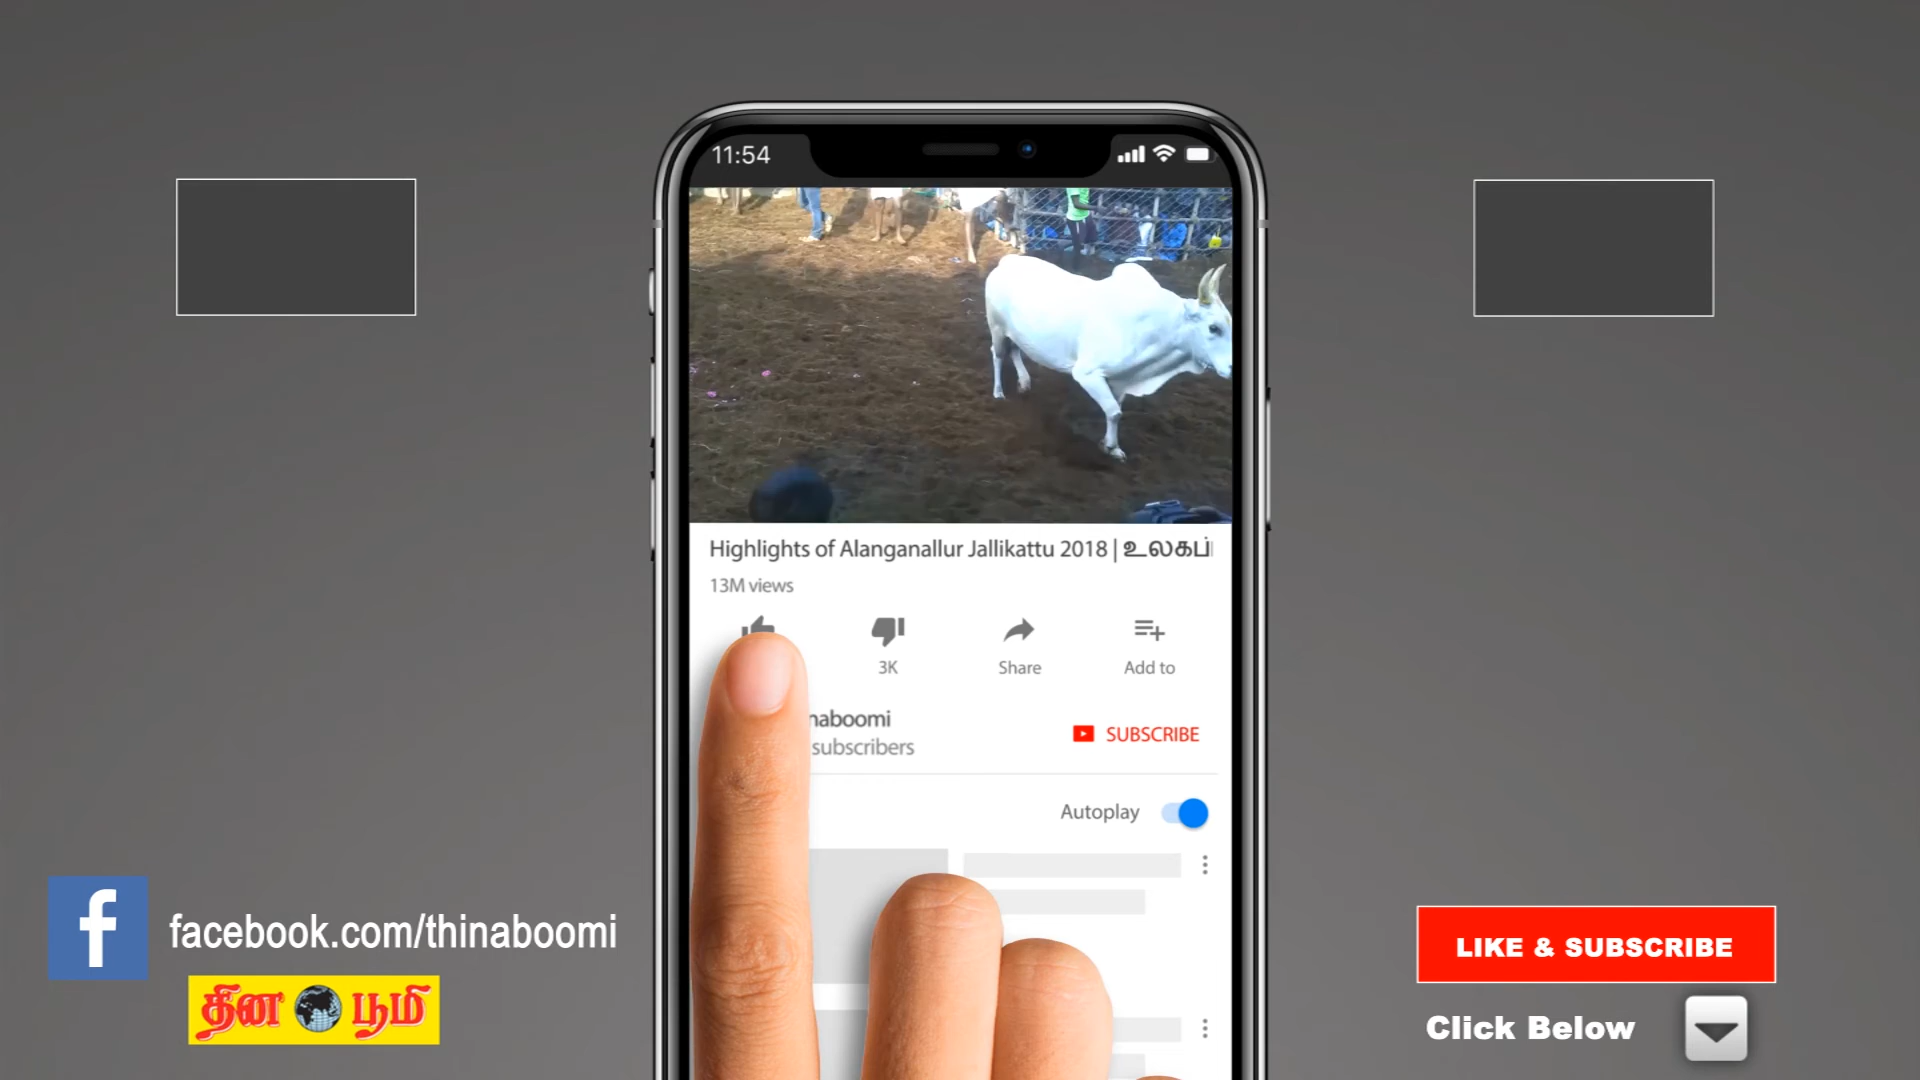 11:54
Highlights of Alanganallur Jallikattu 2018 | உலகப்
13M views
3K
Share
Add to
naboomi
subscribers
SUBSCRIBE
Autoplay
facebook.com/thinaboomi
தின பூமி
LIKE & SUBSCRIBE
Click Below